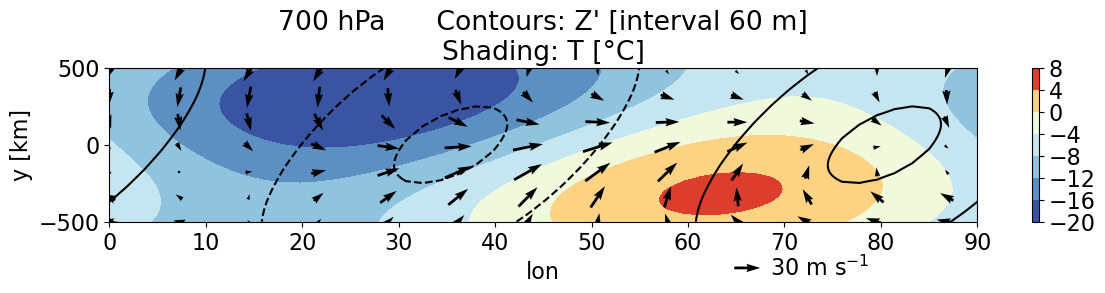 700 hPa Contours: Z' [interval 60 m]
Shading: T [°C]
y [km]
500
0
−500
0 10 20 30 40 50 60 70 80 90
lon
30 m s⁻¹
8
4
0
−4
−8
−12
−16
−20